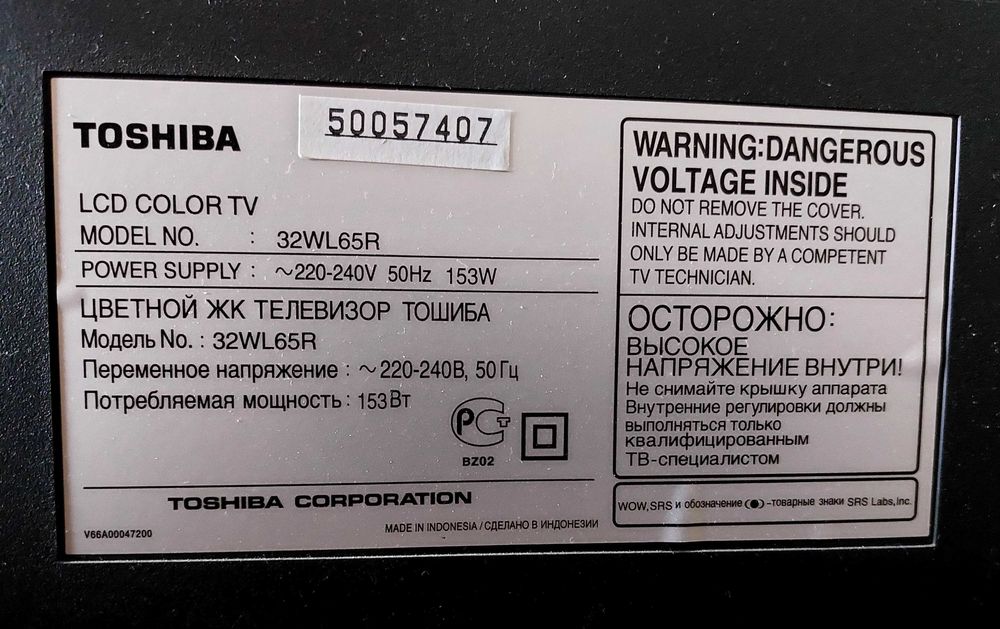 TOSHIBA
50057407
LCD COLOR TV
MODEL NO. : 32WL65R
POWER SUPPLY : ~220-240V 50Hz 153W
ЦВЕТНОЙ ЖК ТЕЛЕВИЗОР ТОШИБА
Модель No. : 32WL65R
Переменное напряжение : ~220-240В, 50Гц
Потребляемая мощность : 153Вт
РСТ
BZ02
TOSHIBA CORPORATION
V66A00047200
MADE IN INDONESIA / СДЕЛАНО В ИНДОНЕЗИИ
WARNING:DANGEROUS
VOLTAGE INSIDE
DO NOT REMOVE THE COVER.
INTERNAL ADJUSTMENTS SHOULD
ONLY BE MADE BY A COMPETENT
TV TECHNICIAN.
ОСТОРОЖНО:
ВЫСОКОЕ
НАПРЯЖЕНИЕ ВНУТРИ!
Не снимайте крышку аппарата
Внутренние регулировки должны
выполняться только
квалифицированным
ТВ-специалистом
WOW, SRS и обозначение (●) -товарные знаки SRS Labs, Inc.